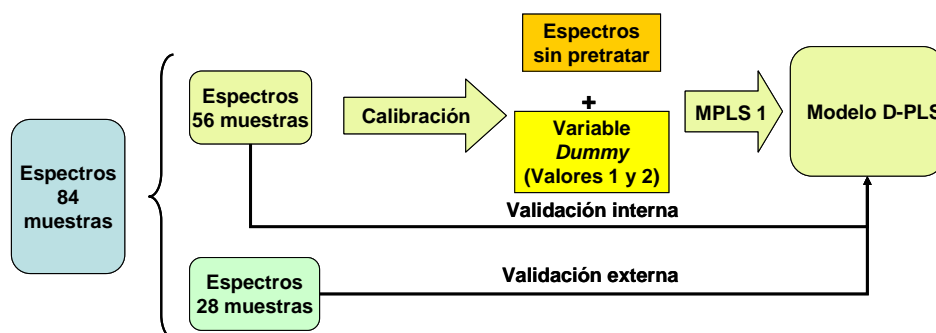 Espectros
84
muestras
Espectros
56 muestras
Calibración
Espectros
sin pretratar
+
Variable
Dummy
(Valores 1 y 2)
MPLS 1
Modelo D-PLS
Validación interna
Validación externa
Espectros
28 muestras